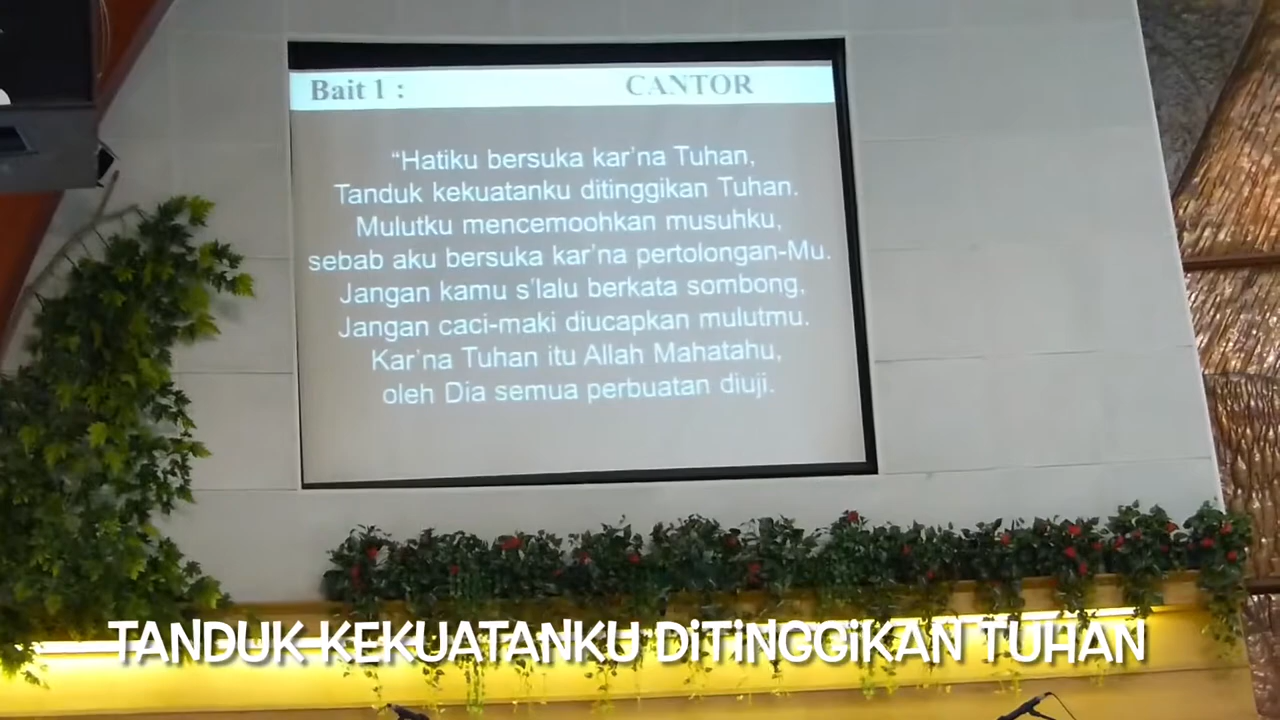 Bait 1 : CANTOR
“Hatiku bersuka kar’na Tuhan,
Tanduk kekuatanku ditinggikan Tuhan.
Mulutku mencemoohkan musuhku,
sebab aku bersuka kar’na pertolongan-Mu.
Jangan kamu s’lalu berkata sombong,
Jangan caci-maki diucapkan mulutmu.
Kar’na Tuhan itu Allah Mahatahu,
oleh Dia semua perbuatan diuji.
TANDUK KEKUATANKU DiTiNGGiKAN TUHAN